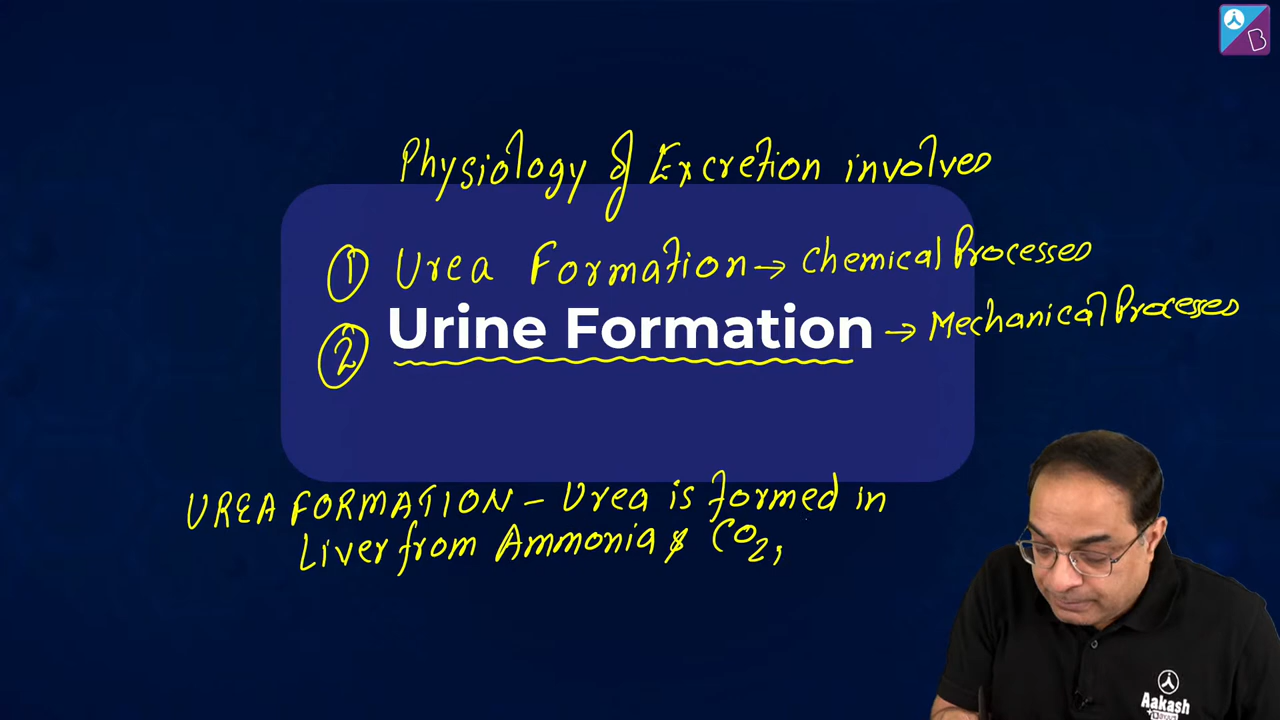 Physiology of Excretion involves
① Urea Formation → Chemical Processes
② Urine Formation → Mechanical Processes
UREA FORMATION - Urea is formed in
Liver from Ammonia & CO2,
Aakash